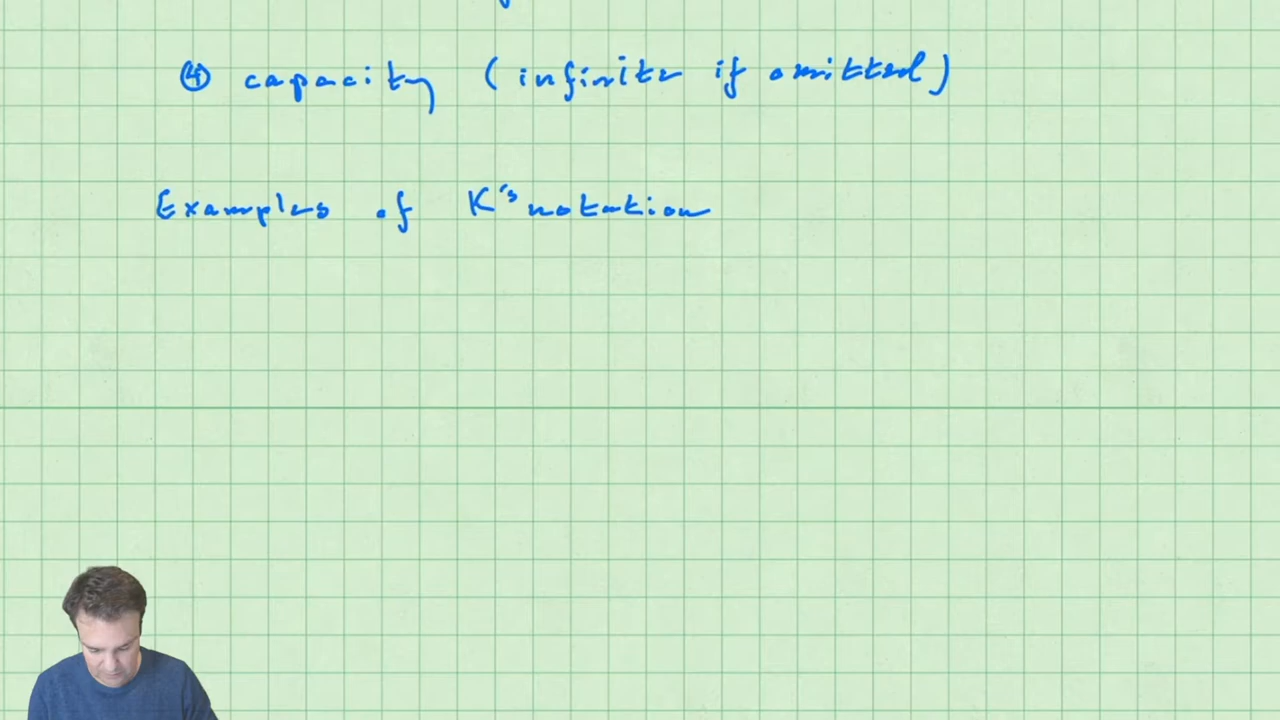 ④ capacity (infinite if omitted)
Examples of K's notation